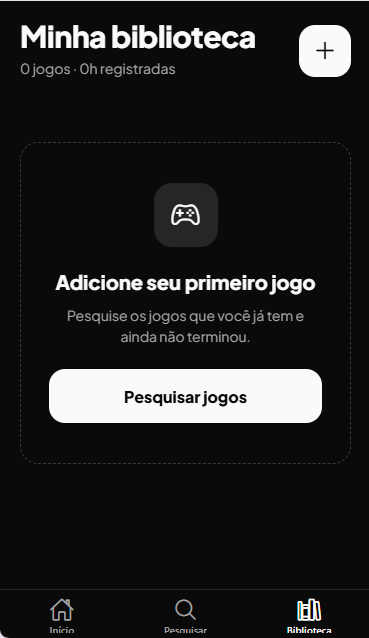 Minha biblioteca
0 jogos · 0h registradas
Adicione seu primeiro jogo
Pesquise os jogos que você já tem e
ainda não terminou.
Pesquisar jogos
Início
Pesquisar
Biblioteca